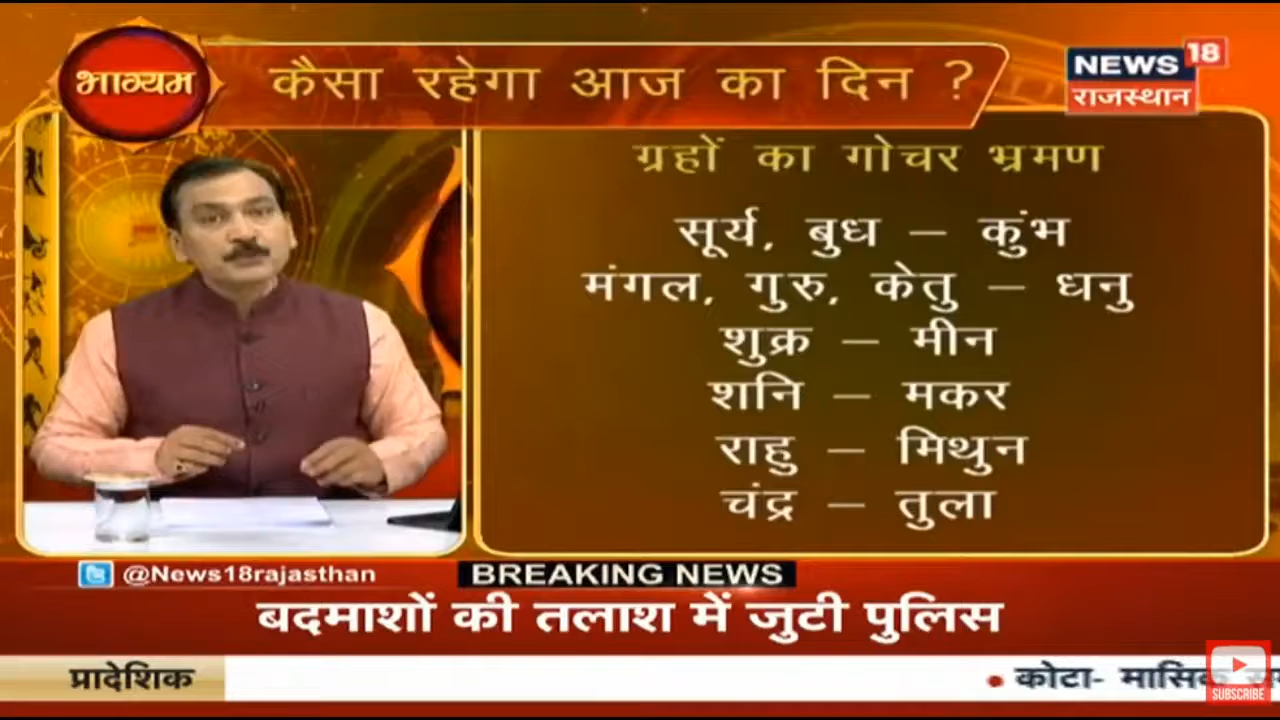 भाग्यम
कैसा रहेगा आज का दिन ?
NEWS 18
राजस्थान
ग्रहों का गोचर भ्रमण
सूर्य, बुध – कुंभ
मंगल, गुरु, केतु – धनु
शुक्र – मीन
शनि – मकर
राहु – मिथुन
चंद्र – तुला
@News18rajasthan
BREAKING NEWS
बदमाशों की तलाश में जुटी पुलिस
प्रादेशिक
• कोटा- मासिक
SUBSCRIBE